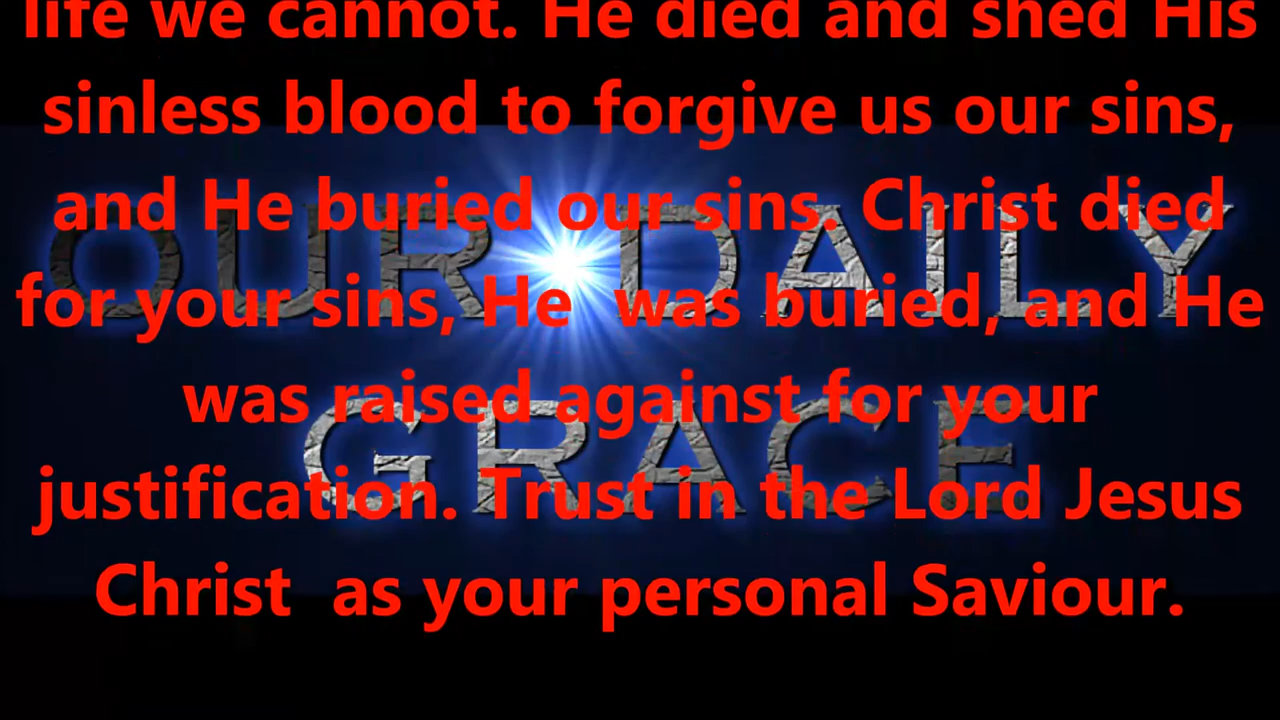 life we cannot. He died and shed His
sinless blood to forgive us our sins,
and He buried our sins. Christ died
for your sins, He  was buried, and He
was raised against for your
justification. Trust in the Lord Jesus
Christ  as your personal Saviour.
OUR DAILY
GRACE